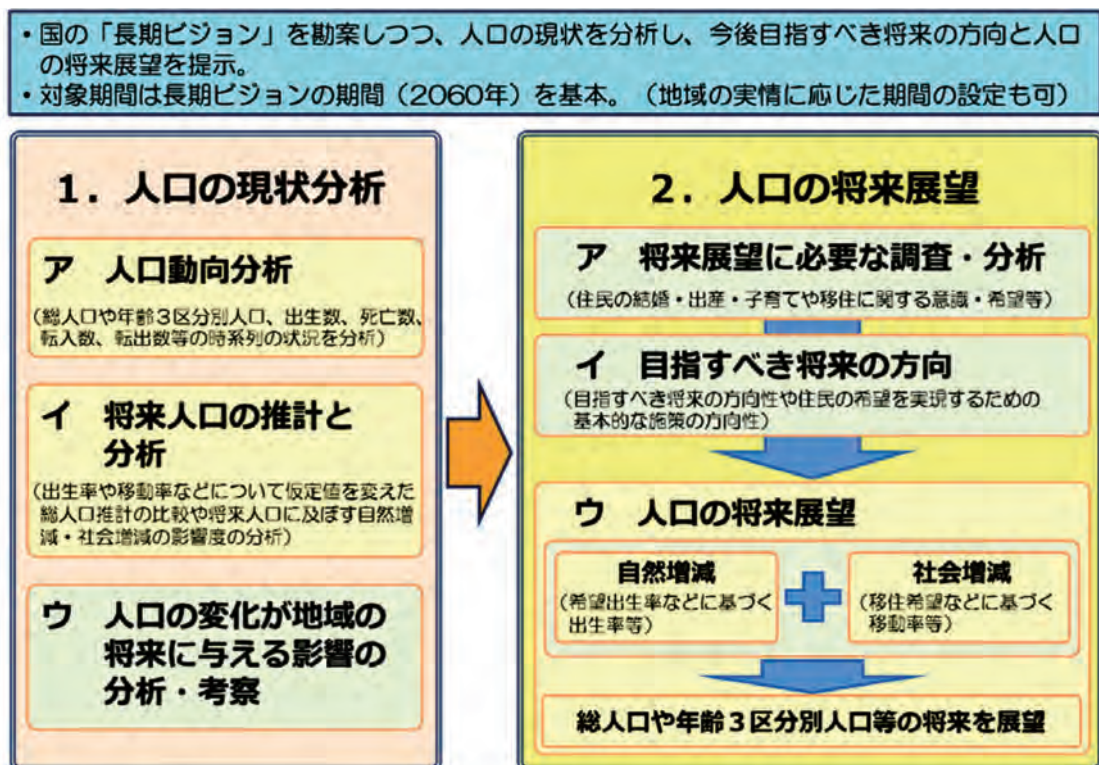 ・国の「長期ビジョン」を勘案しつつ、人口の現状を分析し、今後目指すべき将来の方向と人口
の将来展望を提示。
・対象期間は長期ビジョンの期間（2060年）を基本。（地域の実情に応じた期間の設定も可）
１．人口の現状分析
ア　人口動向分析
（総人口や年齢３区分別人口、出生数、死亡数、
転入数、転出数等の時系列の状況を分析）
イ　将来人口の推計と
分析
（出生率や移動率などについて仮定値を変えた
総人口推計の比較や将来人口に及ぼす自然増
減・社会増減の影響度の分析）
ウ　人口の変化が地域の
将来に与える影響の
分析・考察
２．人口の将来展望
ア　将来展望に必要な調査・分析
（住民の結婚・出産・子育てや移住に関する意識・希望等）
イ　目指すべき将来の方向
（目指すべき将来の方向性や住民の希望を実現するための
基本的な施策の方向性）
ウ　人口の将来展望
自然増減
（希望出生率などに基づく
出生率等）
社会増減
（移住希望などに基づく
移動率等）
総人口や年齢３区分別人口等の将来を展望